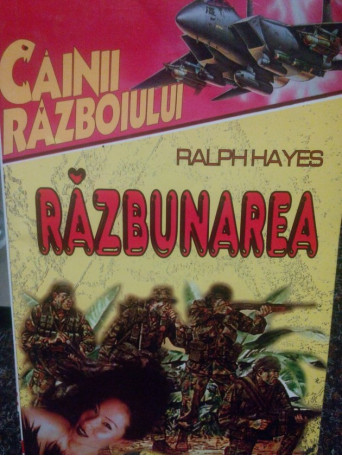 CÂINII
RĂZBOIULUI
RALPH HAYES
RĂZBUNAREA